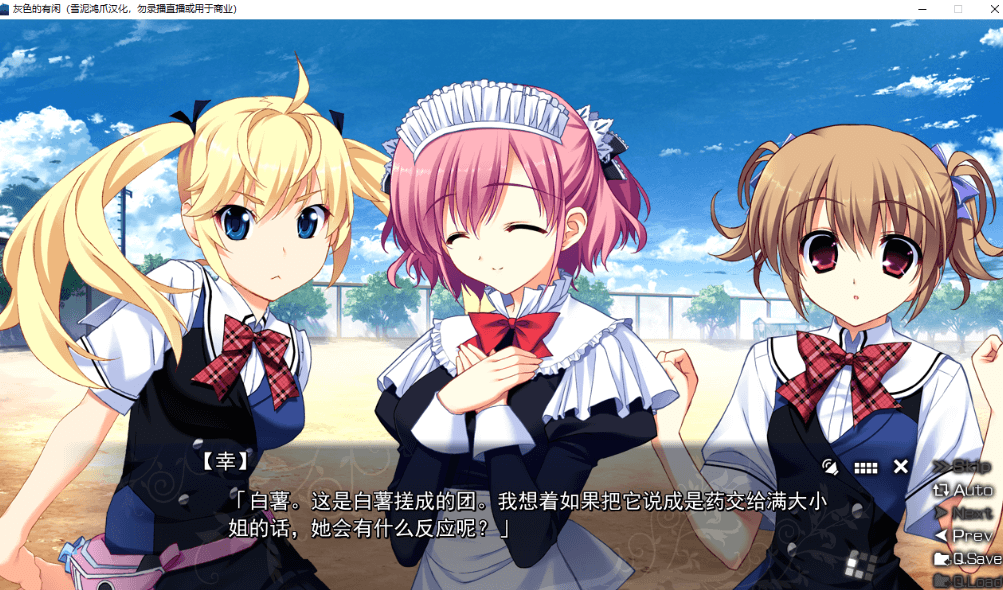 灰色的有闲（雪泥鸿爪汉化，勿录播直播或用于商业）
【幸】
「白薯。这是白薯搓成的团。我想着如果把它说成是药交给满大小
姐的话，她会有什么反应呢？」
Skip
Auto
Next
Prev
Q.Save
Q.Load